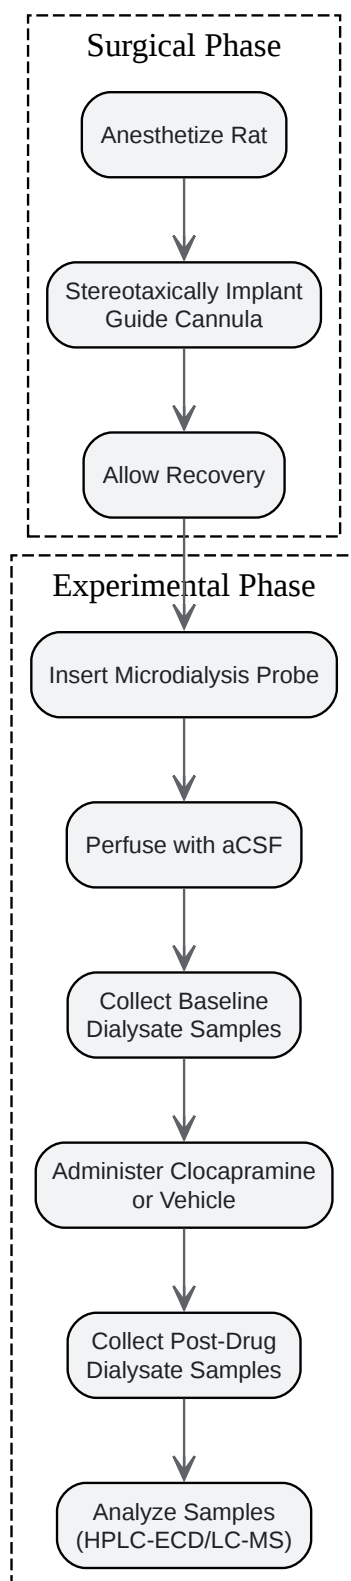 Surgical Phase
Anesthetize Rat
Stereotaxically Implant
Guide Cannula
Allow Recovery
Experimental Phase
Insert Microdialysis Probe
Perfuse with aCSF
Collect Baseline
Dialysate Samples
Administer Clocapramine
or Vehicle
Collect Post-Drug
Dialysate Samples
Analyze Samples
(HPLC-ECD/LC-MS)